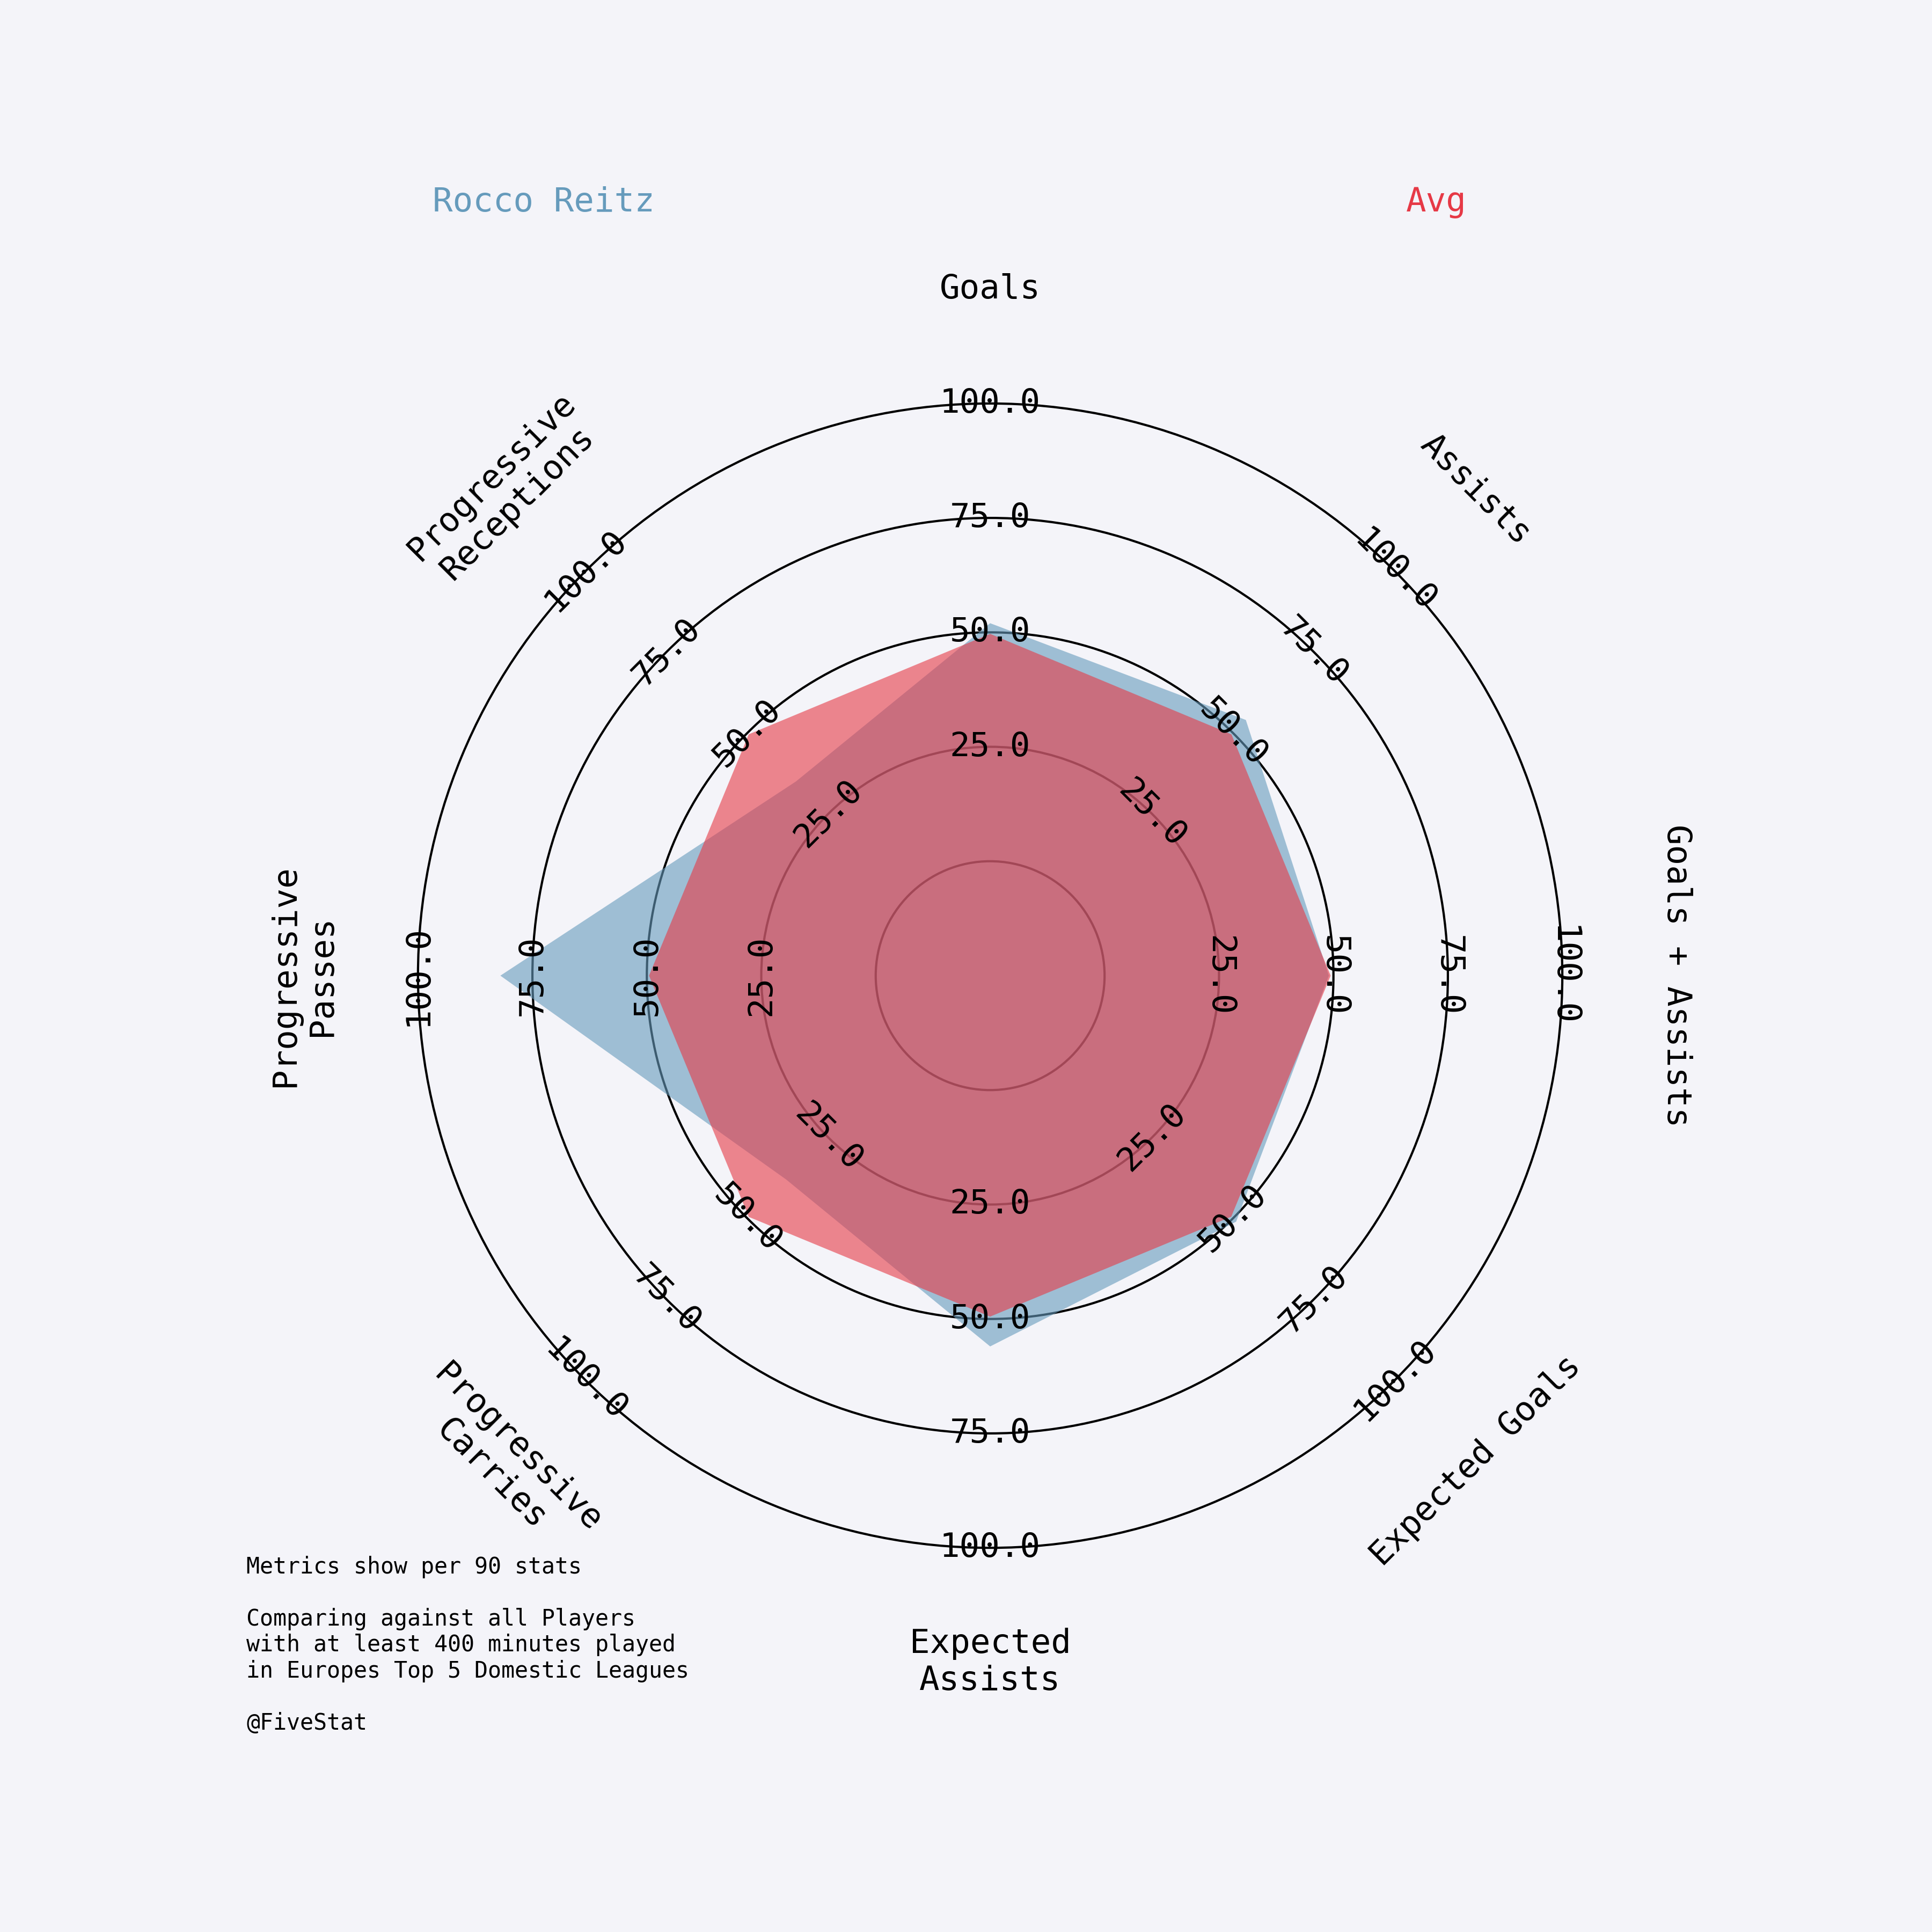 Rocco Reitz
Avg
Goals
Assists
Goals + Assists
Expected Goals
Expected
Assists
Progressive
Carries
Progressive
Passes
Progressive
Receptions
100.0
75.0
50.0
25.0
100.0
75.0
50.0
25.0
100.0
75.0
50.0
25.0
100.0
75.0
50.0
25.0
100.0
75.0
50.0
25.0
100.0
75.0
50.0
25.0
100.0
75.0
50.0
25.0
100.0
75.0
50.0
25.0
Metrics show per 90 stats
Comparing against all Players
with at least 400 minutes played
in Europes Top 5 Domestic Leagues
@FiveStat